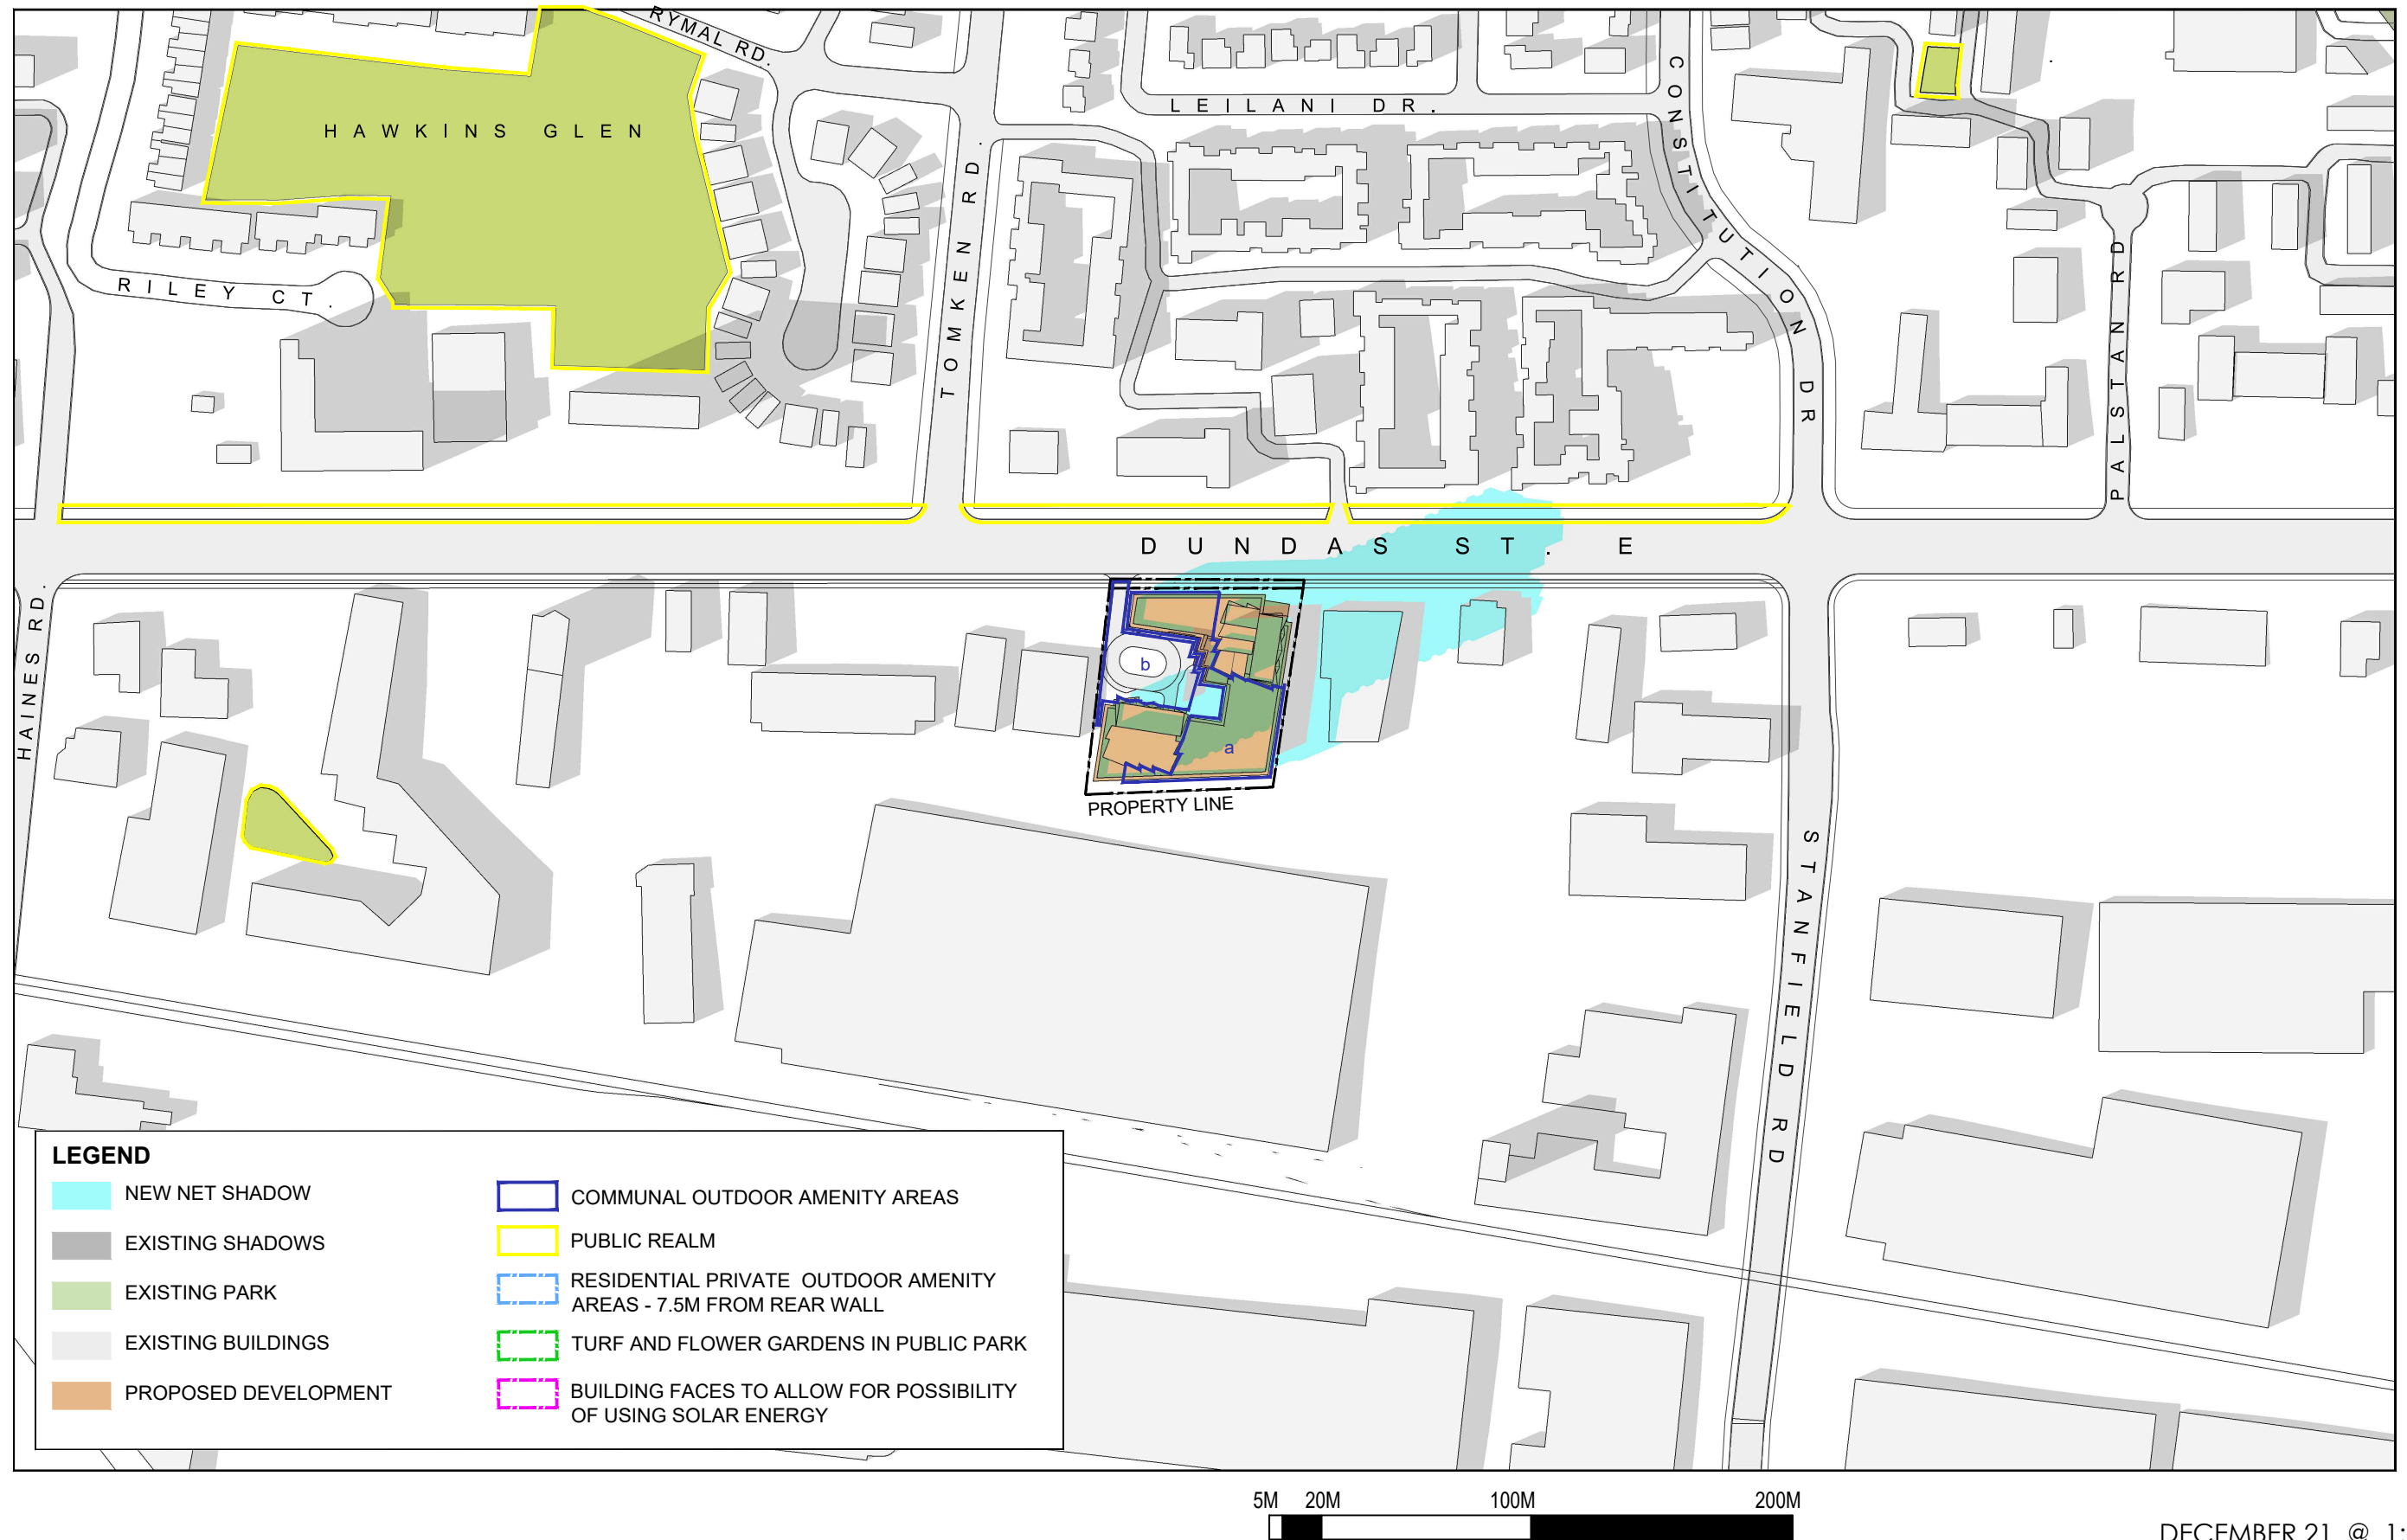 RYMAL RD.
HAWKINS GLEN
LEILANI DR.
CONSTITUTION DR
TOMKEN RD.
RILEY CT.
PALSTAN RD
DUNDAS ST. E
HAINES RD.
b
a
PROPERTY LINE
STANFIELD RD
LEGEND
NEW NET SHADOW
EXISTING SHADOWS
EXISTING PARK
EXISTING BUILDINGS
PROPOSED DEVELOPMENT
COMMUNAL OUTDOOR AMENITY AREAS
PUBLIC REALM
RESIDENTIAL PRIVATE OUTDOOR AMENITY
AREAS - 7.5M FROM REAR WALL
TURF AND FLOWER GARDENS IN PUBLIC PARK
BUILDING FACES TO ALLOW FOR POSSIBILITY
OF USING SOLAR ENERGY
5M 20M 100M 200M
DECEMBER 21 @ 1: